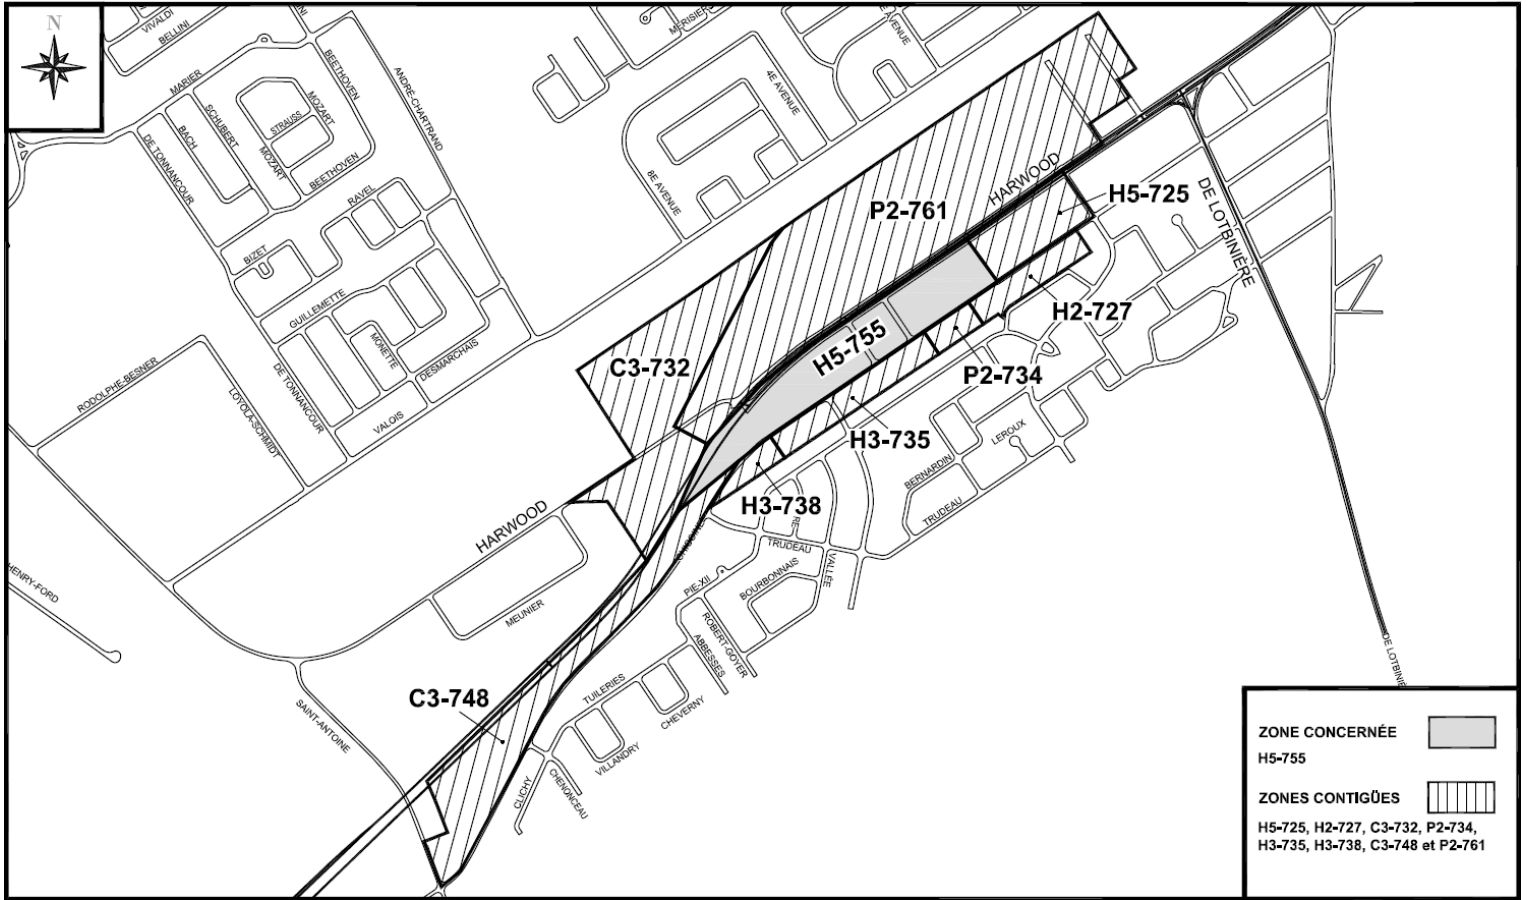 N
VIVALDI
BELLINI
MARIER
BEETHOVEN
ANDRÉ-CHARTRAND
MERISIER
4E AVENUE
E AVENUE
SCHUBERT
BACH
MOZART
STRAUSS
MOZART
BEETHOVEN
DE TONNANCOUR
RAVEL
BIZET
8E AVENUE
P2-761
HARWOOD
H5-725
DE LOTBINIÈRE
GUILLEMETTE
MONETTE
DESMARCHAIS
H2-727
RODOLPHE-BESNER
LOYOLA-SCHMIDT
DE TONNANCOUR
VALOIS
C3-732
H5-755
P2-734
H3-735
LEROUX
BERNARDIN
TRUDEAU
H3-738
HARWOOD
TRUDEAU
VALLÉE
PIE-XII
BOURBONNAIS
HENRY-FORD
MEUNIER
ROBERT-GOYER
ABBESSES
DE LOTBINIÈ
C3-748
TUILERIES
CHEVERNY
SAINT-ANTOINE
VILLANDRY
CLICHY
CHENONCEAU
ZONE CONCERNÉE
H5-755
ZONES CONTIGÜES
H5-725, H2-727, C3-732, P2-734,
H3-735, H3-738, C3-748 et P2-761